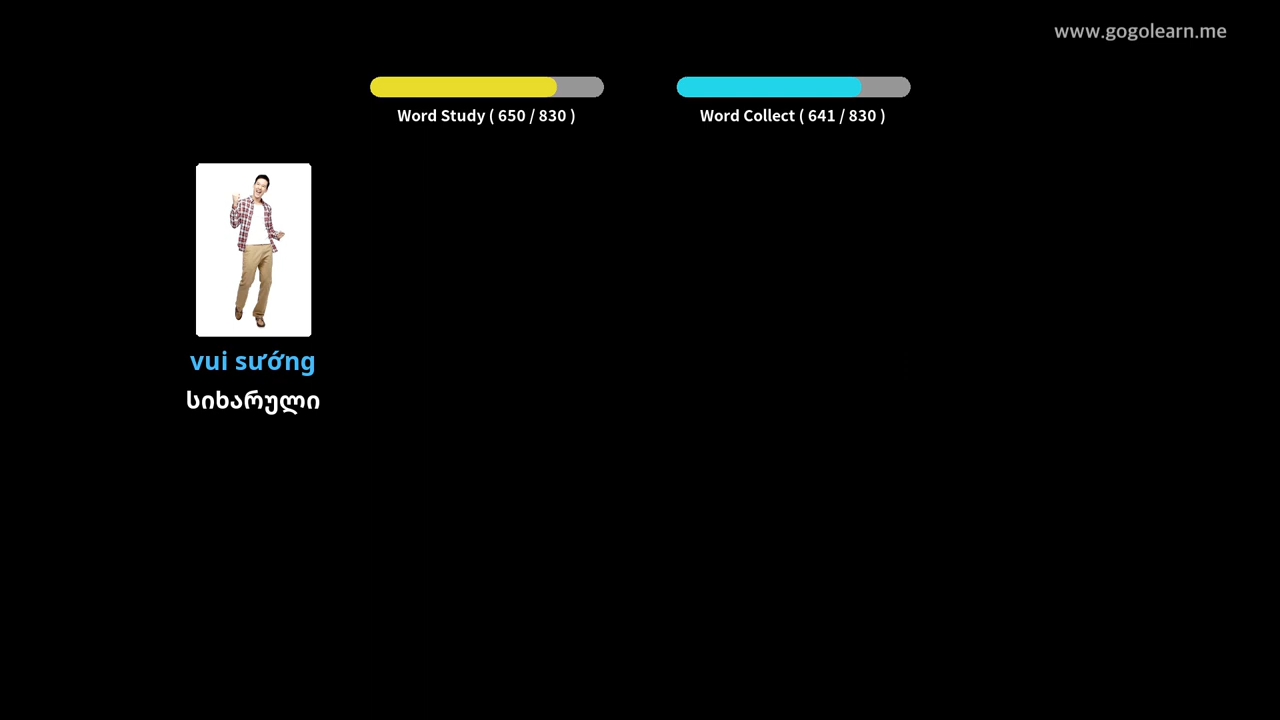 www.gogolearn.me
Word Study ( 650 / 830 )
Word Collect ( 641 / 830 )
vui sướng
სიხარული